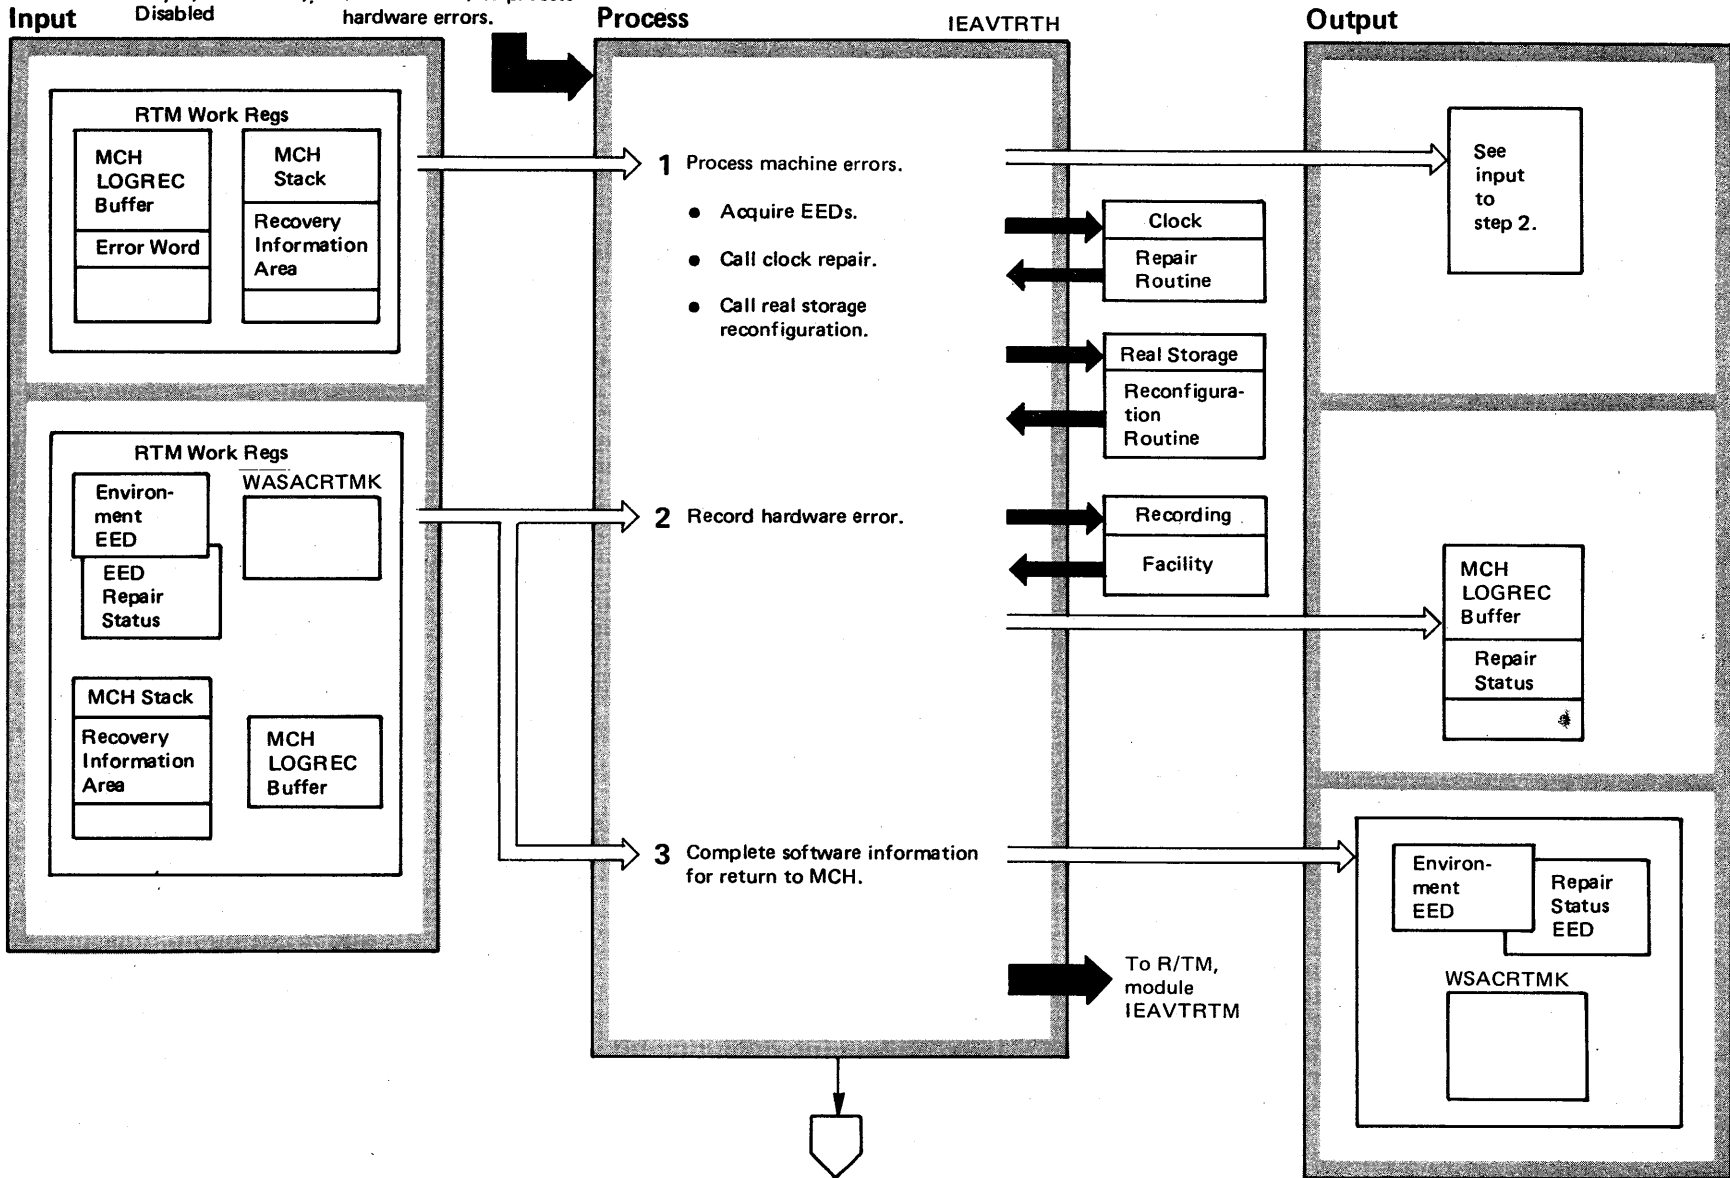 Input
Disabled
hardware errors.
Process
IEAVTRTH
Output
RTM Work Regs
MCH
LOGREC
Buffer
Error Word
MCH
Stack
Recovery
Information
Area
1 Process machine errors.
• Acquire EEDs.
• Call clock repair.
• Call real storage
reconfiguration.
Clock
Repair
Routine
Real Storage
Reconfigura-
tion
Routine
See
input
to
step 2.
RTM Work Regs
Environ-
ment
EED
EED
Repair
Status
WASACRTMK
MCH Stack
Recovery
Information
Area
MCH
LOGREC
Buffer
2 Record hardware error.
Recording
Facility
MCH
LOGREC
Buffer
Repair
Status
3 Complete software information
for return to MCH.
To R/TM,
module
IEAVTRTM
Environ-
ment
EED
Repair
Status
EED
WSACRTMK